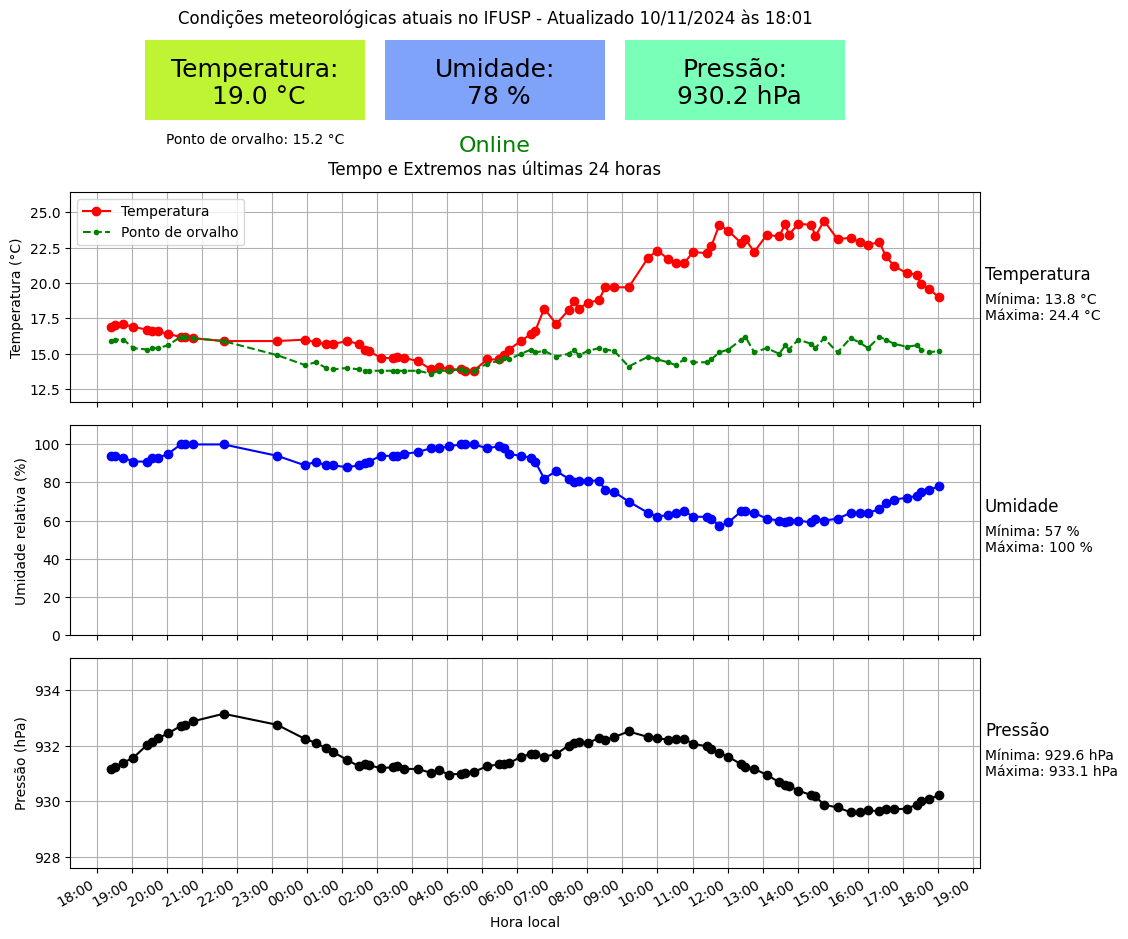 Condições meteorológicas atuais no IFUSP - Atualizado 10/11/2024 às 18:01
Temperatura:
19.0 °C
Umidade:
78 %
Pressão:
930.2 hPa
Ponto de orvalho: 15.2 °C
Online
Tempo e Extremos nas últimas 24 horas
Temperatura (°C)
25.0
22.5
20.0
17.5
15.0
12.5
Temperatura
Ponto de orvalho
Temperatura
Mínima: 13.8 °C
Máxima: 24.4 °C
Umidade relativa (%)
100
80
60
40
20
0
Umidade
Mínima: 57 %
Máxima: 100 %
Pressão (hPa)
934
932
930
928
Pressão
Mínima: 929.6 hPa
Máxima: 933.1 hPa
18:00 19:00 20:00 21:00 22:00 23:00 00:00 01:00 02:00 03:00 04:00 05:00 06:00 07:00 08:00 09:00 10:00 11:00 12:00 13:00 14:00 15:00 16:00 17:00 18:00 19:00
Hora local